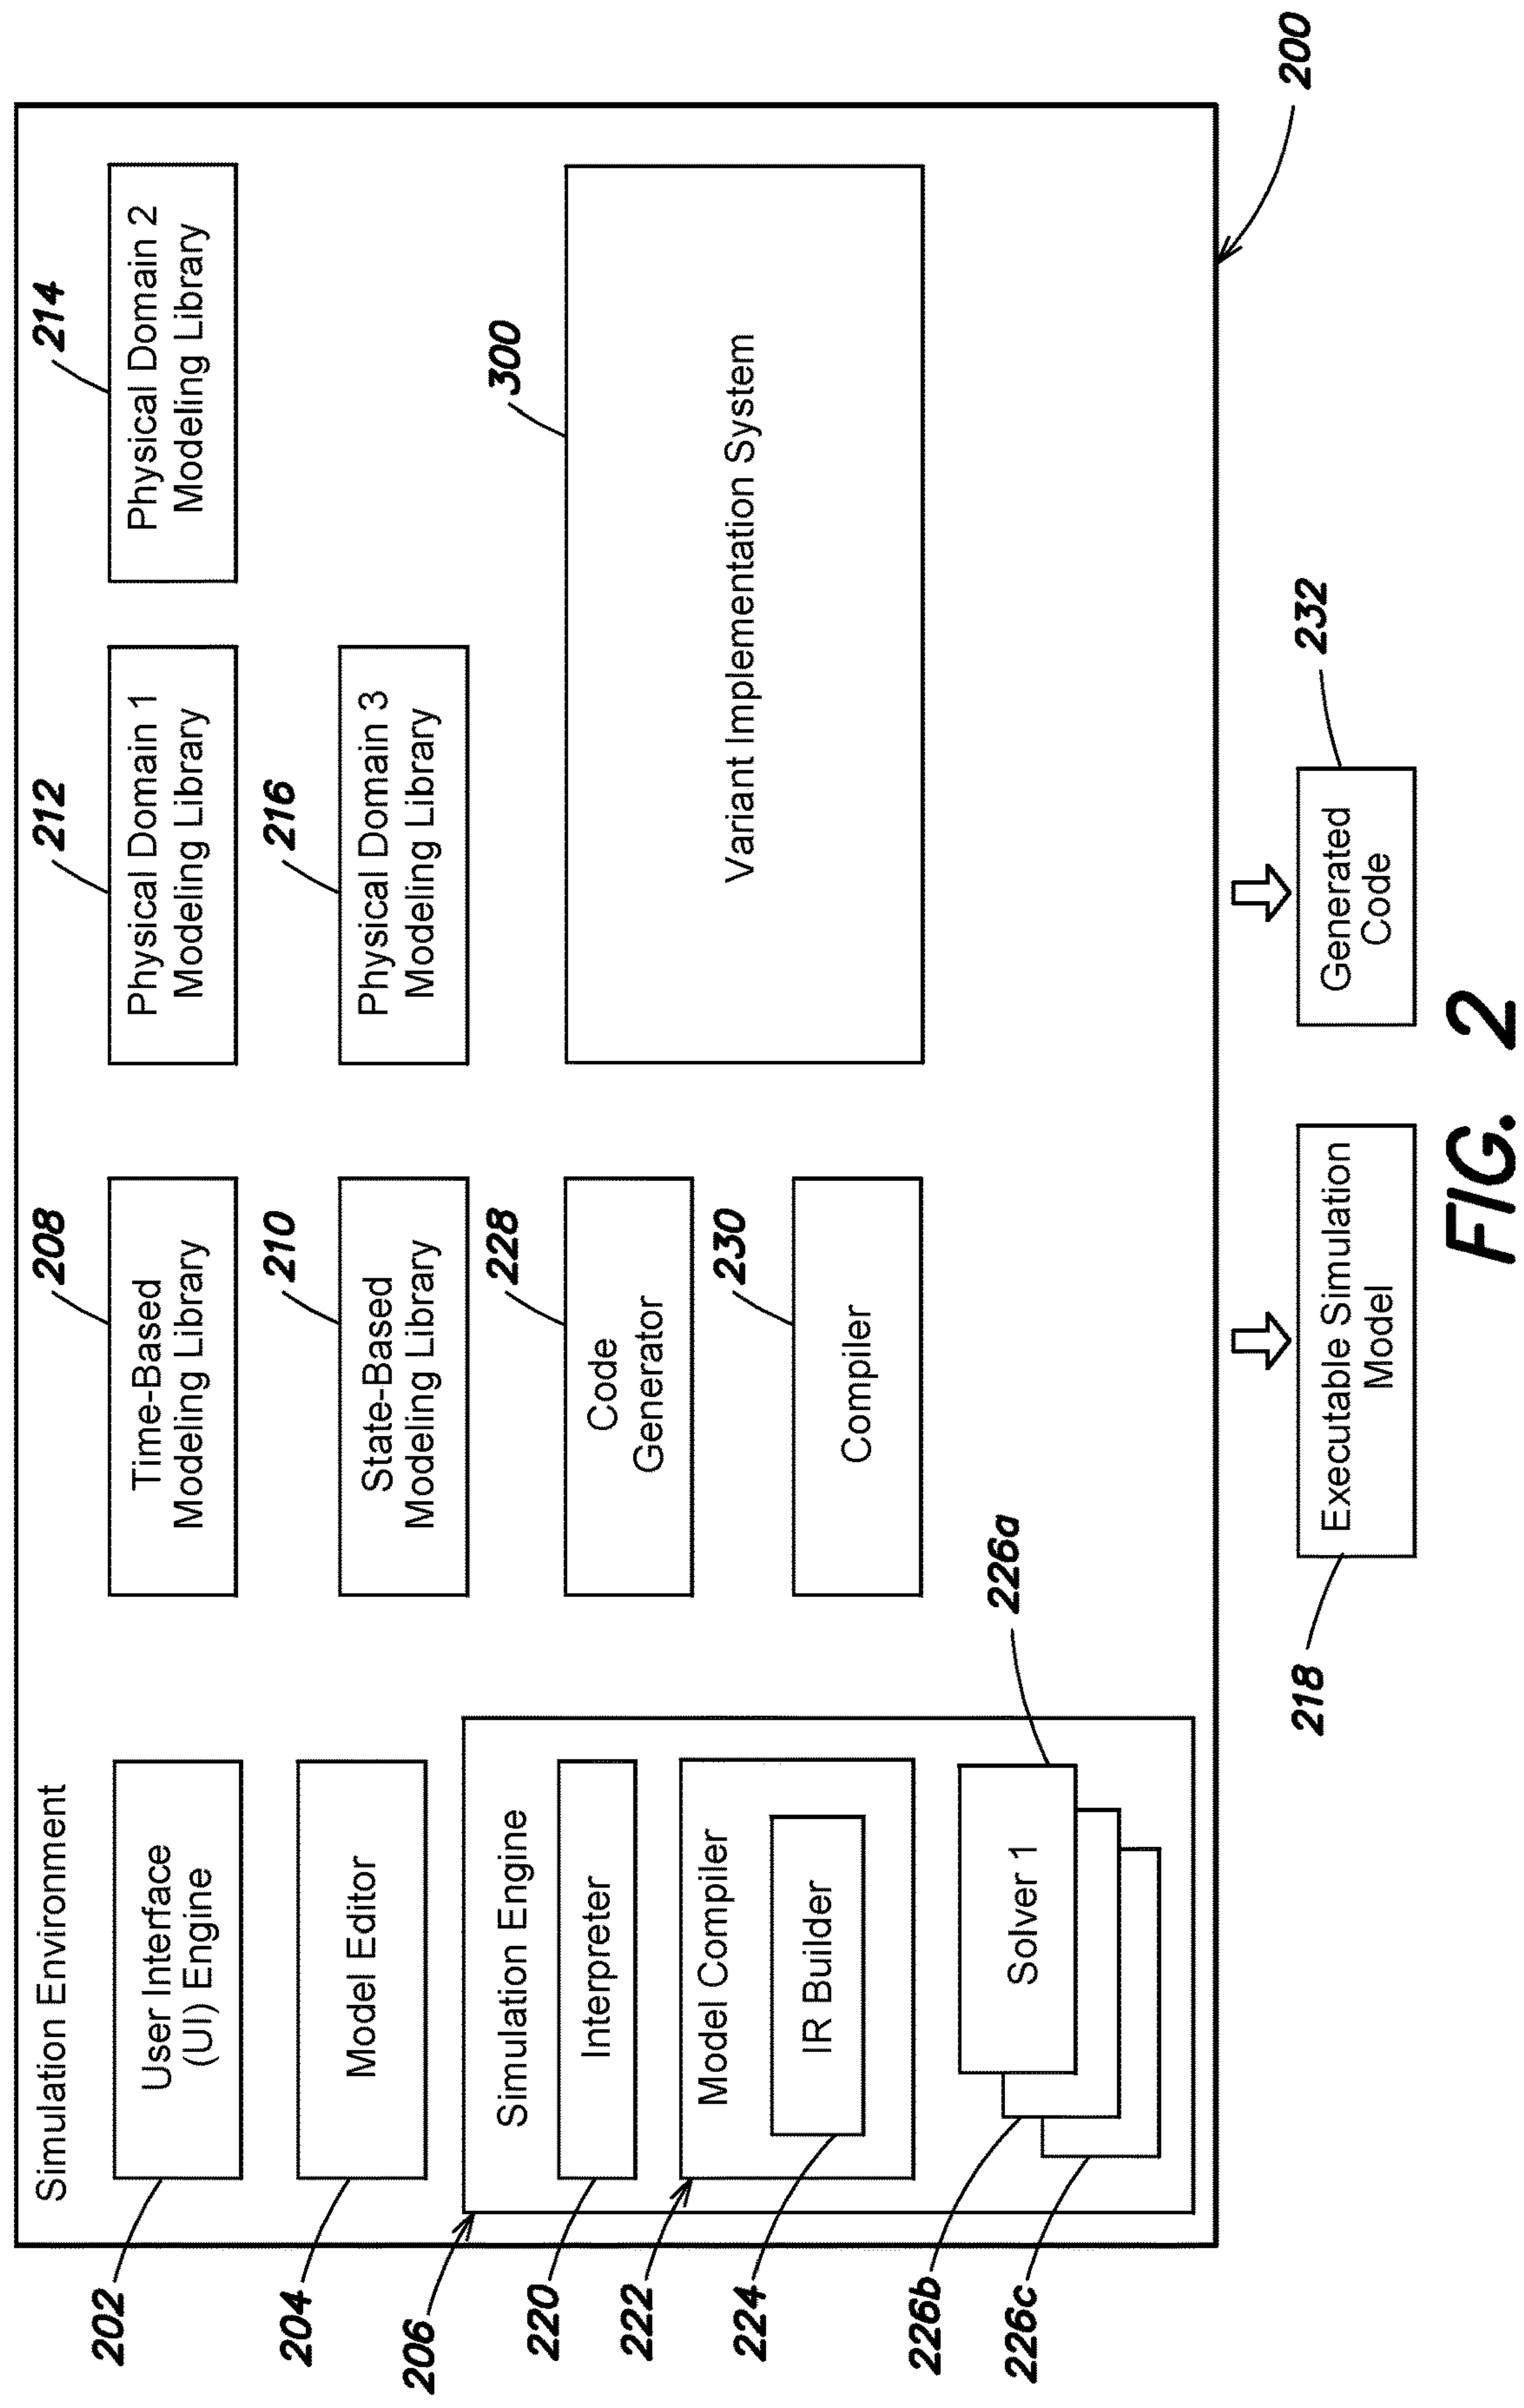 Simulation Environment
202
User Interface
(UI) Engine
204
Model Editor
206
Simulation Engine
220
Interpreter
222
Model Compiler
224
IR Builder
226a
Solver 1
226b
226c
208
Time-Based
Modeling Library
210
State-Based
Modeling Library
228
Code
Generator
230
Compiler
212
Physical Domain 1
Modeling Library
214
Physical Domain 2
Modeling Library
216
Physical Domain 3
Modeling Library
300
Variant Implementation System
200
218
Executable Simulation
Model
232
Generated
Code
FIG. 2